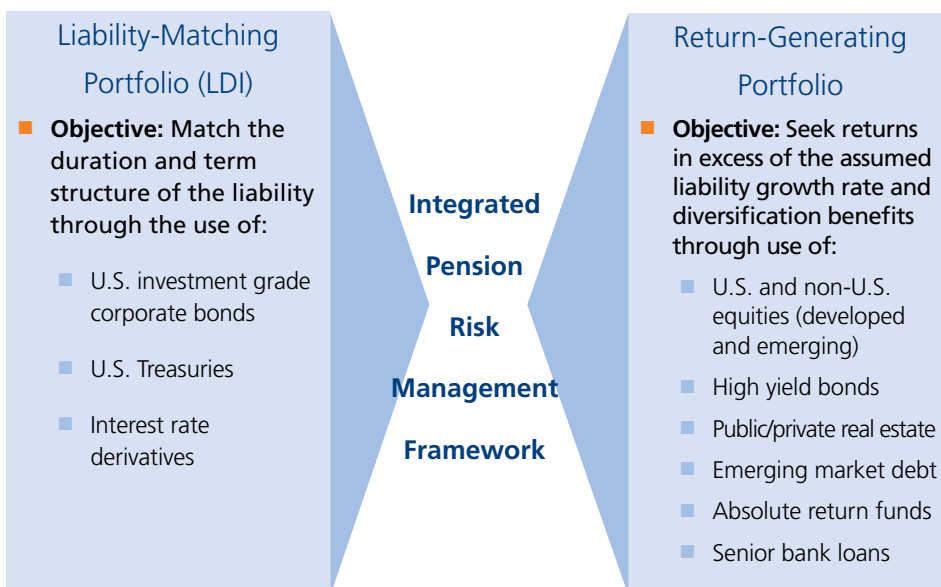 Liability-Matching
Portfolio (LDI)
Objective: Match the
duration and term
structure of the liability
through the use of:
U.S. investment grade
corporate bonds
U.S. Treasuries
Interest rate
derivatives
Integrated
Pension
Risk
Management
Framework
Return-Generating
Portfolio
Objective: Seek returns
in excess of the assumed
liability growth rate and
diversification benefits
through use of:
U.S. and non-U.S.
equities (developed
and emerging)
High yield bonds
Public/private real estate
Emerging market debt
Absolute return funds
Senior bank loans